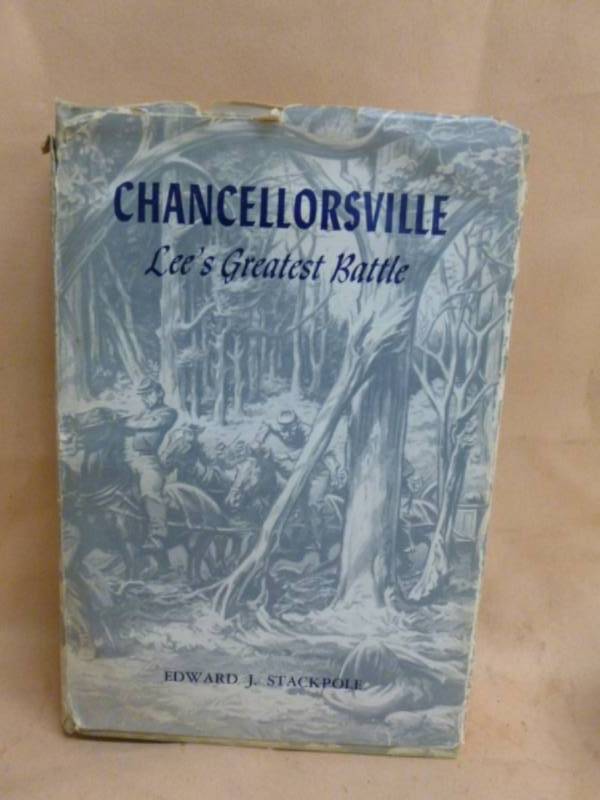 CHANCELLORSVILLE
Lee's Greatest Battle
EDWARD J. STACKPOLE